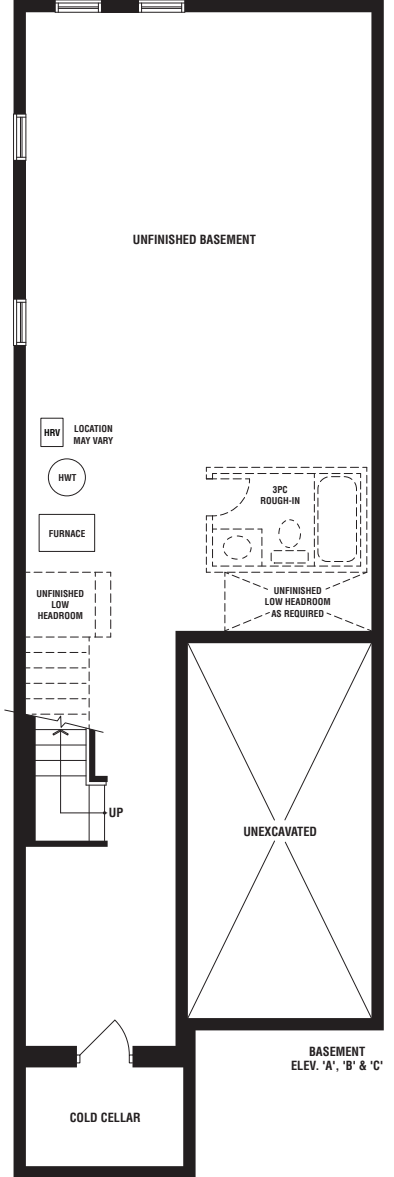 UNFINISHED BASEMENT
HRV
LOCATION
MAY VARY
HWT
3PC
ROUGH-IN
FURNACE
UNFINISHED
LOW
HEADROOM
UNFINISHED
LOW HEADROOM
AS REQUIRED
UP
UNEXCAVATED
BASEMENT
ELEV. 'A', 'B' & 'C'
COLD CELLAR